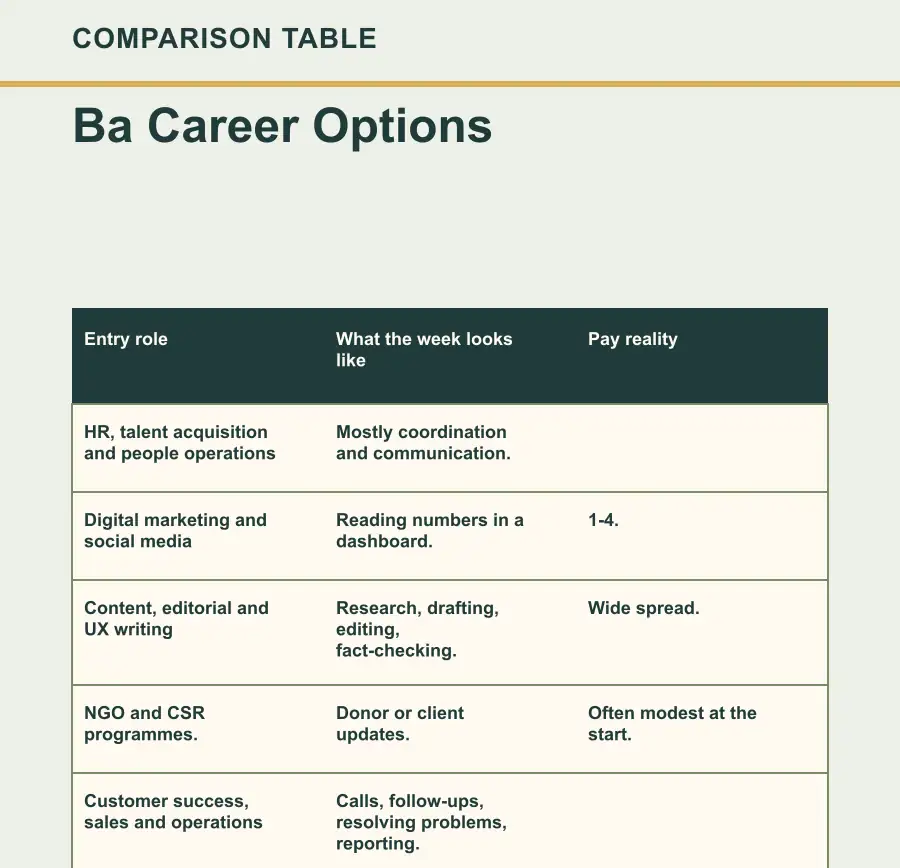 COMPARISON TABLE
Ba Career Options
Entry role
What the week looks
like
Pay reality
HR, talent acquisition
and people operations
Mostly coordination
and communication.
Digital marketing and
social media
Reading numbers in a
dashboard.
1-4.
Content, editorial and
UX writing
Research, drafting,
editing,
fact-checking.
Wide spread.
NGO and CSR
programmes.
Donor or client
updates.
Often modest at the
start.
Customer success,
sales and operations
Calls, follow-ups,
resolving problems,
reporting.